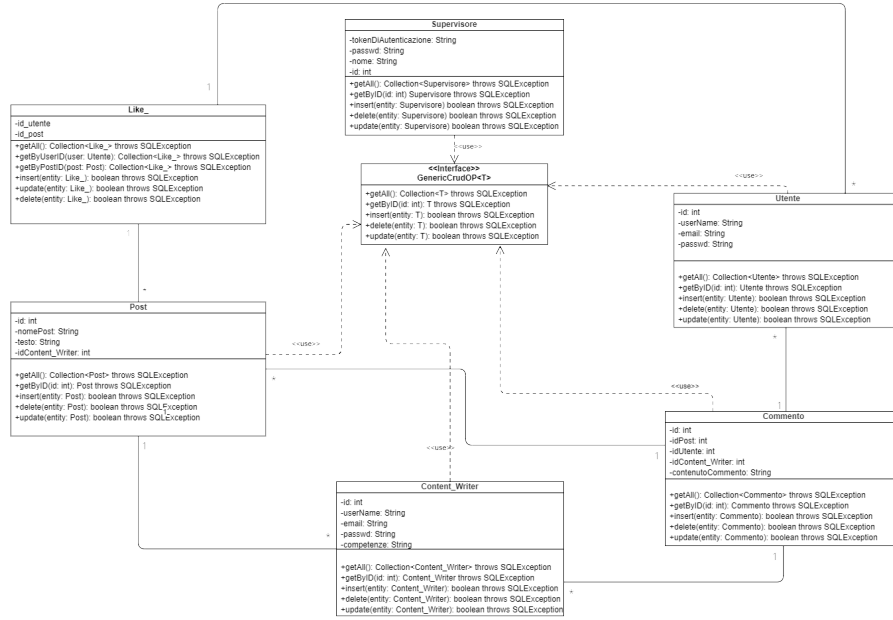 Supervisore
-tokenDiAutenticazione: String
-passwd: String
-nome: String
-id: int
+getAll(): Collection<Supervisore> throws SQLException
+getByID(id: int) Supervisore throws SQLException
+insert(entity: Supervisore) boolean throws SQLException
+delete(entity: Supervisore) boolean throws SQLException
+update(entity: Supervisore) boolean throws SQLException
1
Like_
-id_utente
-id_post
+getAll(): Collection<Like_> throws SQLException
+getByUserID(user: Utente): Collection<Like_> throws SQLException
+getByPostID(post: Post): Collection<Like_> throws SQLException
+insert(entity: Like_): boolean throws SQLException
+update(entity: Like_): boolean throws SQLException
+delete(entity: Like_): boolean throws SQLException
1
*
<<use>>
<<Interface>>
GenericCrudOP<T>
+getAll(): Collection<T> throws SQLException
+getByID(id: int): T throws SQLException
+insert(entity: T): boolean throws SQLException
+delete(entity: T): boolean throws SQLException
+update(entity: T): boolean throws SQLException
<<use>>
*
Utente
-id: int
-userName: String
-email: String
-passwd: String
+getAll(): Collection<Utente> throws SQLException
+getByID(id: int): Utente throws SQLException
+insert(entity: Utente): boolean throws SQLException
+delete(entity: Utente): boolean throws SQLException
+update(entity: Utente): boolean throws SQLException
*
1
Post
-id: int
-nomePost: String
-testo: String
-idContent_Writer: int
+getAll(): Collection<Post> throws SQLException
+getByID(id: int): Post throws SQLException
+insert(entity: Post): boolean throws SQLException
+delete(entity: Post): boolean throws SQLException
+update(entity: Post): boolean throws SQLException
<<use>>
*
1
<<use>>
Commento
-id: int
-idPost: int
-idUtente: int
-idContent_Writer: int
-contenutoCommento: String
+getAll(): Collection<Commento> throws SQLException
+getByID(id: int): Commento throws SQLException
+insert(entity: Commento): boolean throws SQLException
+delete(entity: Commento): boolean throws SQLException
+update(entity: Commento): boolean throws SQLException
1
1
<<use>>
*
Content_Writer
-id: int
-userName: String
-email: String
-passwd: String
-competenze: String
+getAll(): Collection<Content_Writer> throws SQLException
+getByID(id: int): Content_Writer throws SQLException
+insert(entity: Content_Writer): boolean throws SQLException
+delete(entity: Content_Writer): boolean throws SQLException
+update(entity: Content_Writer): boolean throws SQLException
*